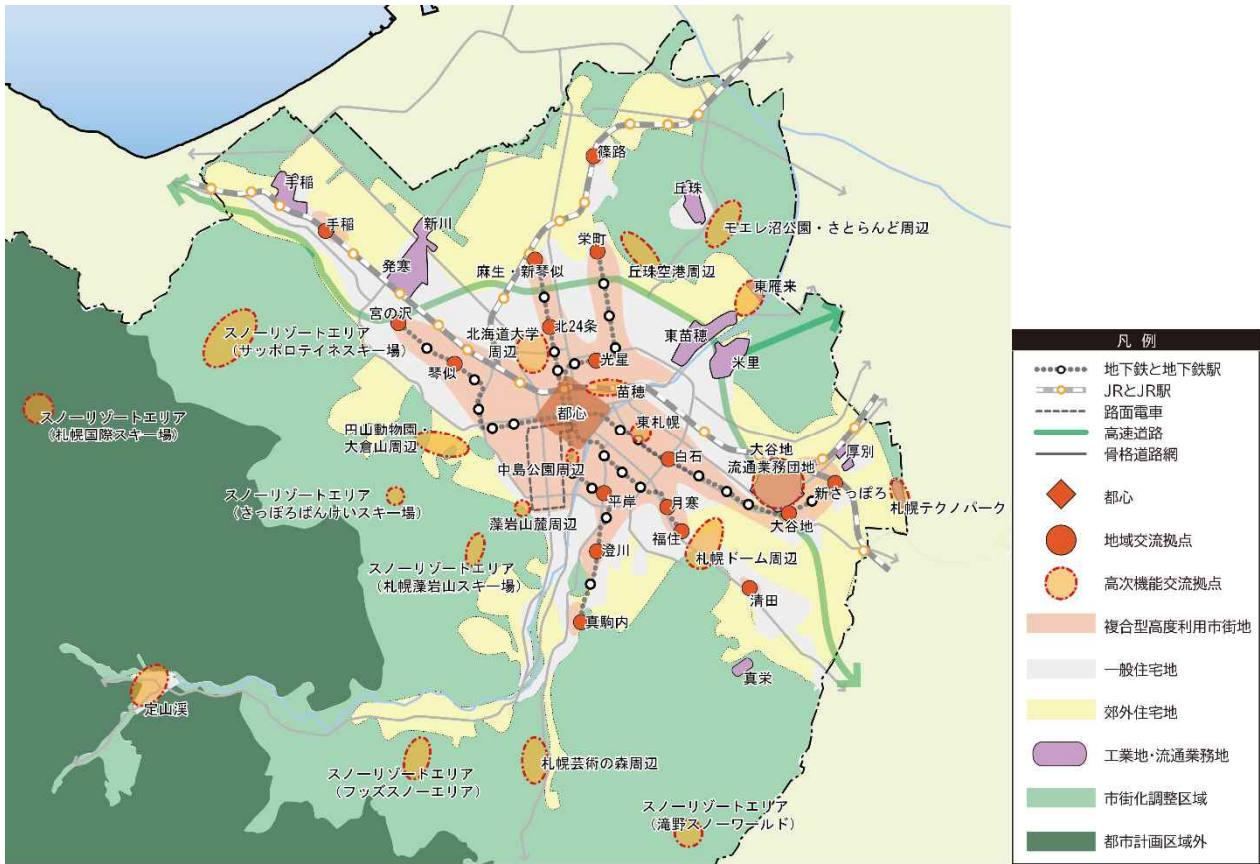 篠路
手稲
丘珠
手稲
新川
モエレ沼公園・さとらんど周辺
栄町
発寒
麻生・新琴似
丘珠空港周辺
東雁来
宮の沢
北24条
北海道大学
周辺
東苗穂
スノーリゾートエリア
(サッポロテイネスキー場)
光星
米里
琴似
苗穂
スノーリゾートエリア
(札幌国際スキー場)
都心
東札幌
円山動物園・
大倉山周辺
大谷地
流通業務団地
厚別
中島公園周辺
白石
新さっぽろ
スノーリゾートエリア
(さっぽろばんけいスキー場)
平岸
月寒
札幌テクノパーク
藻岩山麓周辺
大谷地
福住
札幌ドーム周辺
澄川
スノーリゾートエリア
(札幌藻岩山スキー場)
清田
真駒内
真栄
定山渓
札幌芸術の森周辺
スノーリゾートエリア
(フッズスノーエリア)
スノーリゾートエリア
(滝野スノーワールド)
凡例
地下鉄と地下鉄駅
JRとJR駅
路面電車
高速道路
骨格道路網
都心
地域交流拠点
高次機能交流拠点
複合型高度利用市街地
一般住宅地
郊外住宅地
工業地・流通業務地
市街化調整区域
都市計画区域外